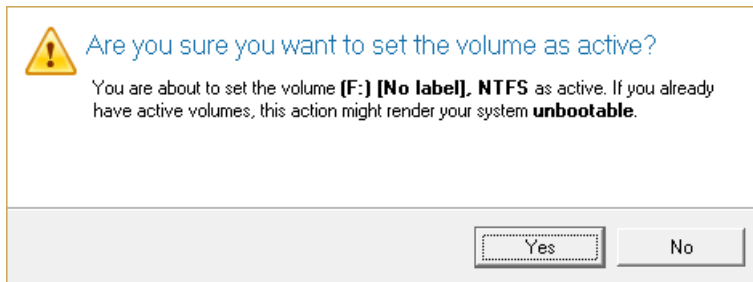 Are you sure you want to set the volume as active?
You are about to set the volume (F:) [No label], NTFS as active. If you already
have active volumes, this action might render your system unbootable.
Yes
No